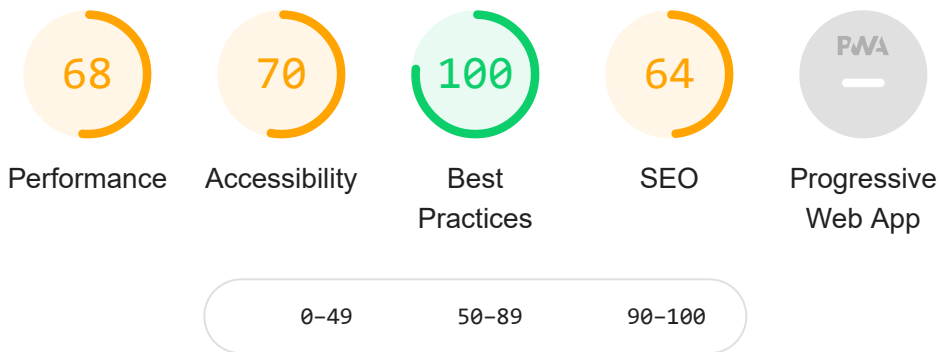 68 70 100 64 PWA
Performance Accessibility Best Practices SEO Progressive Web App
0–49 50–89 90–100